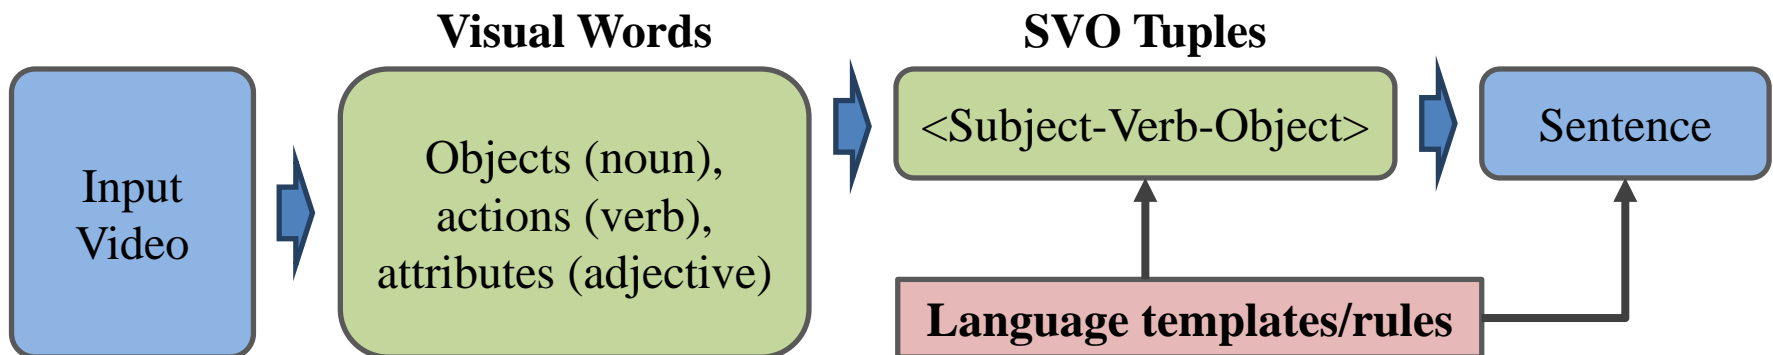 Visual Words
SVO Tuples
Input
Video
Objects (noun),
actions (verb),
attributes (adjective)
<Subject-Verb-Object>
Sentence
Language templates/rules